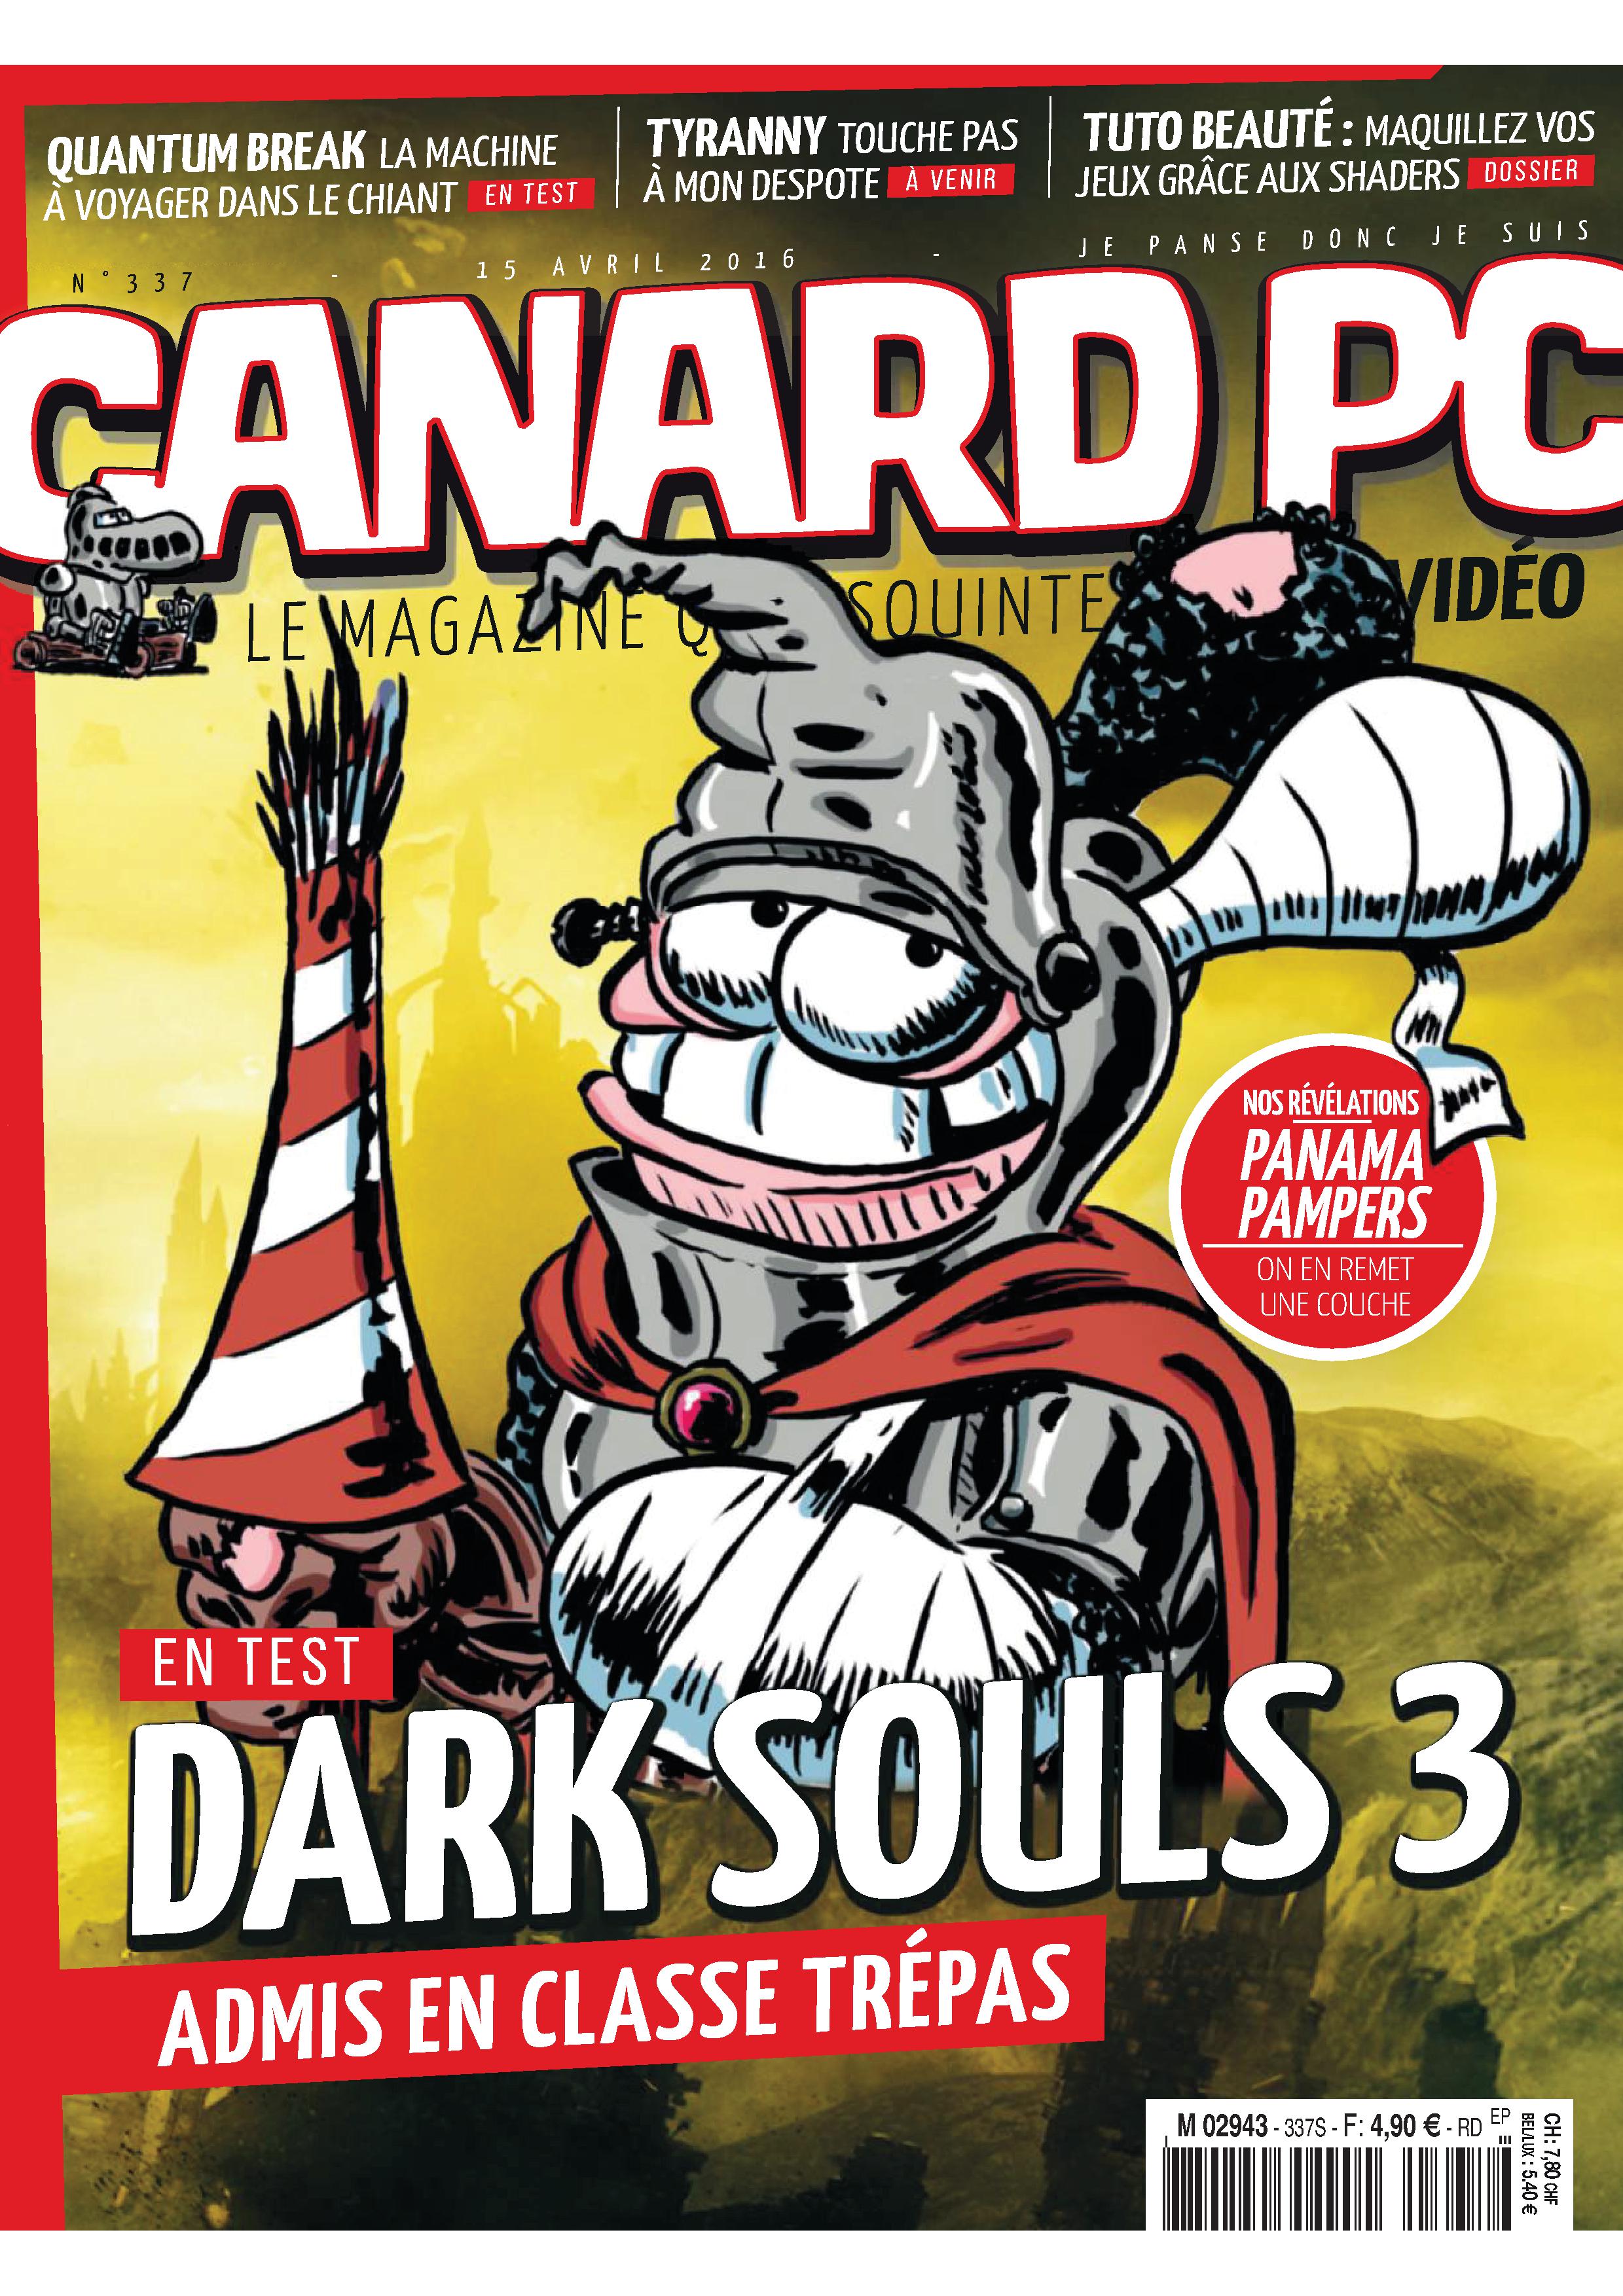 QUANTUM BREAK LA MACHINE
À VOYAGER DANS LE CHIANT EN TEST
TYRANNY TOUCHE PAS
À MON DESPOTE À VENIR
TUTO BEAUTÉ : MAQUILLEZ VOS
JEUX GRÂCE AUX SHADERS DOSSIER
N°337 - 15 AVRIL 2016 - JE PANSE DONC JE SUIS
CANARD PC
LE MAGAZINE Q SOUINTE VIDÉO
NOS RÉVÉLATIONS
PANAMA
PAMPERS
ON EN REMET
UNE COUCHE
EN TEST
DARK SOULS 3
ADMIS EN CLASSE TRÉPAS
M 02943 - 337S - F: 4,90 € - RD
EP
CH : 7,80 CHF
BEL/LUX : 5,40 €